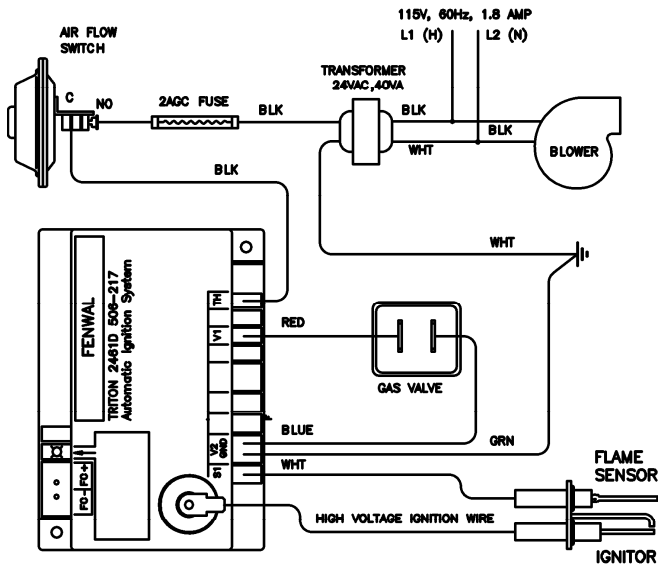 115V, 60Hz, 1.8 AMP
L1 (H) L2 (N)
AIR FLOW
SWITCH
TRANSFORMER
24VAC,40VA
C
NO
2AGC FUSE
BLK
BLK
BLK
WHT
BLOWER
BLK
WHT
FENWAL
TRITON 2461D 506-217
Automatic Ignition System
TH
V1
RED
GAS VALVE
BLUE
V2
GND
GRN
S1
WHT
FC+
FC-
FLAME
SENSOR
HIGH VOLTAGE IGNITION WIRE
IGNITOR